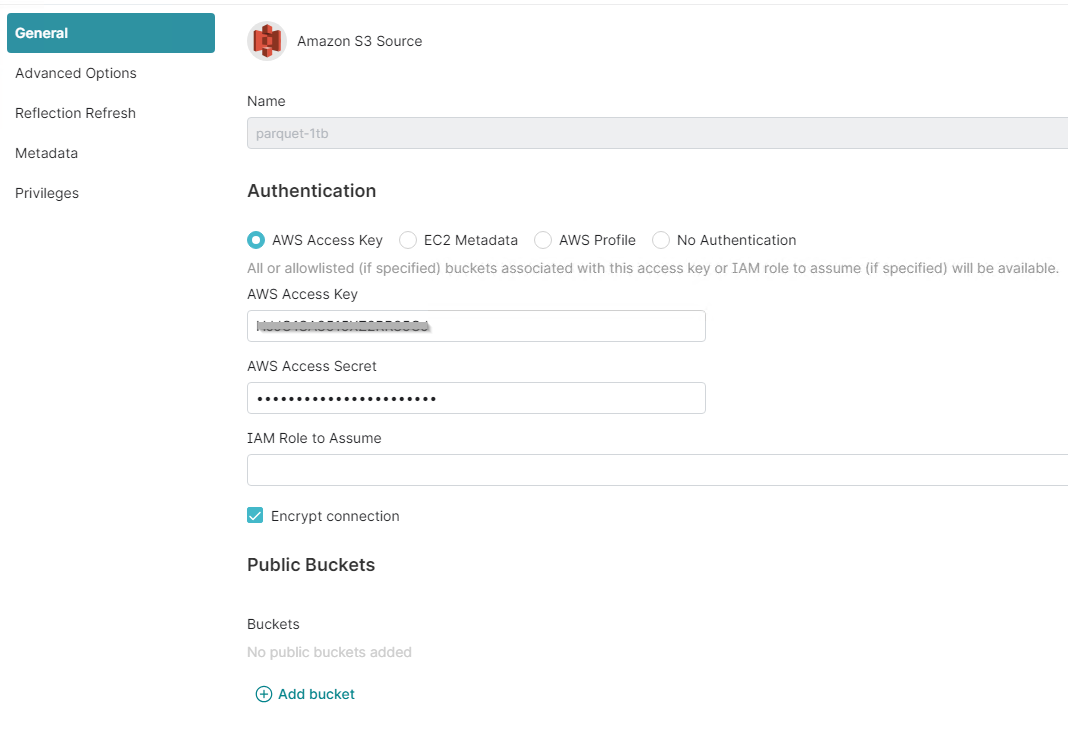 General
Advanced Options
Reflection Refresh
Metadata
Privileges
Amazon S3 Source
Name
parquet-1tb
Authentication
AWS Access Key EC2 Metadata AWS Profile No Authentication
All or allowlisted (if specified) buckets associated with this access key or IAM role to assume (if specified) will be available.
AWS Access Key
AWS Access Secret
•••••••••••••••••••••••
IAM Role to Assume
Encrypt connection
Public Buckets
Buckets
No public buckets added
Add bucket